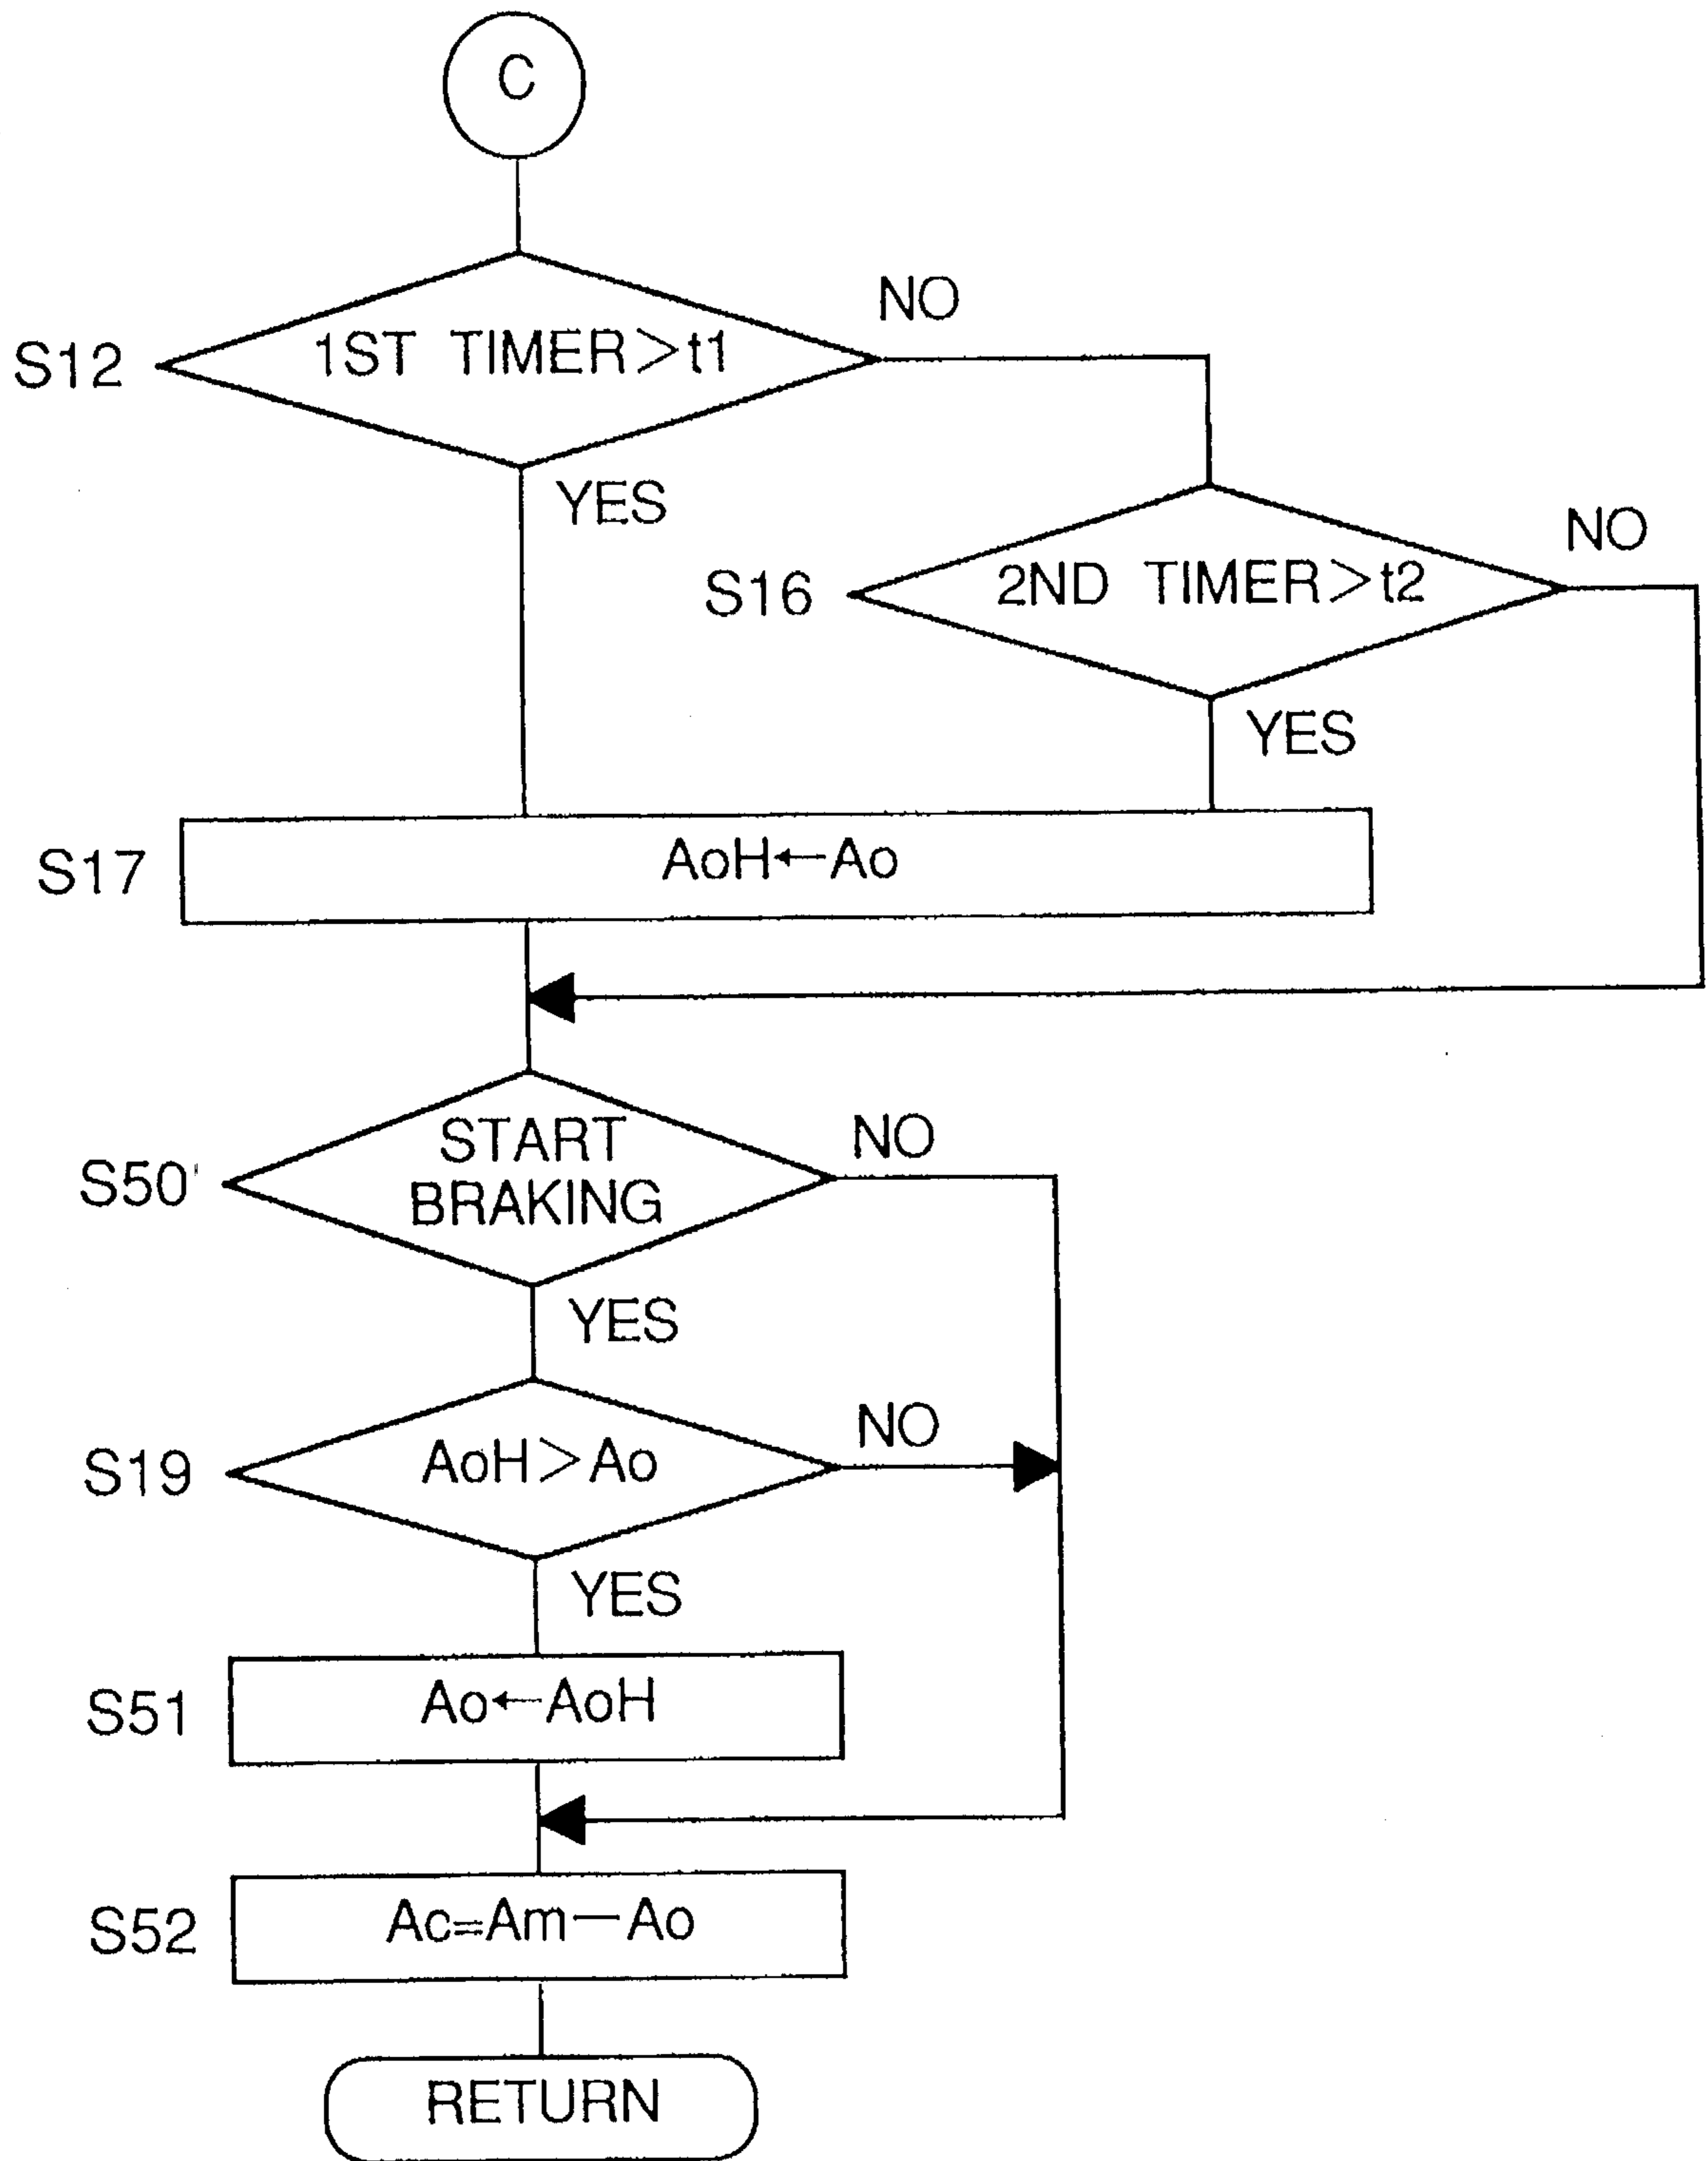 C
NO
S12
1ST TIMER>t1
YES
NO
S16
2ND TIMER>t2
YES
S17
AoH←Ao
START
BRAKING
NO
S50'
YES
NO
S19
AoH>Ao
YES
S51
Ao←AoH
S52
Ac=Am—Ao
RETURN